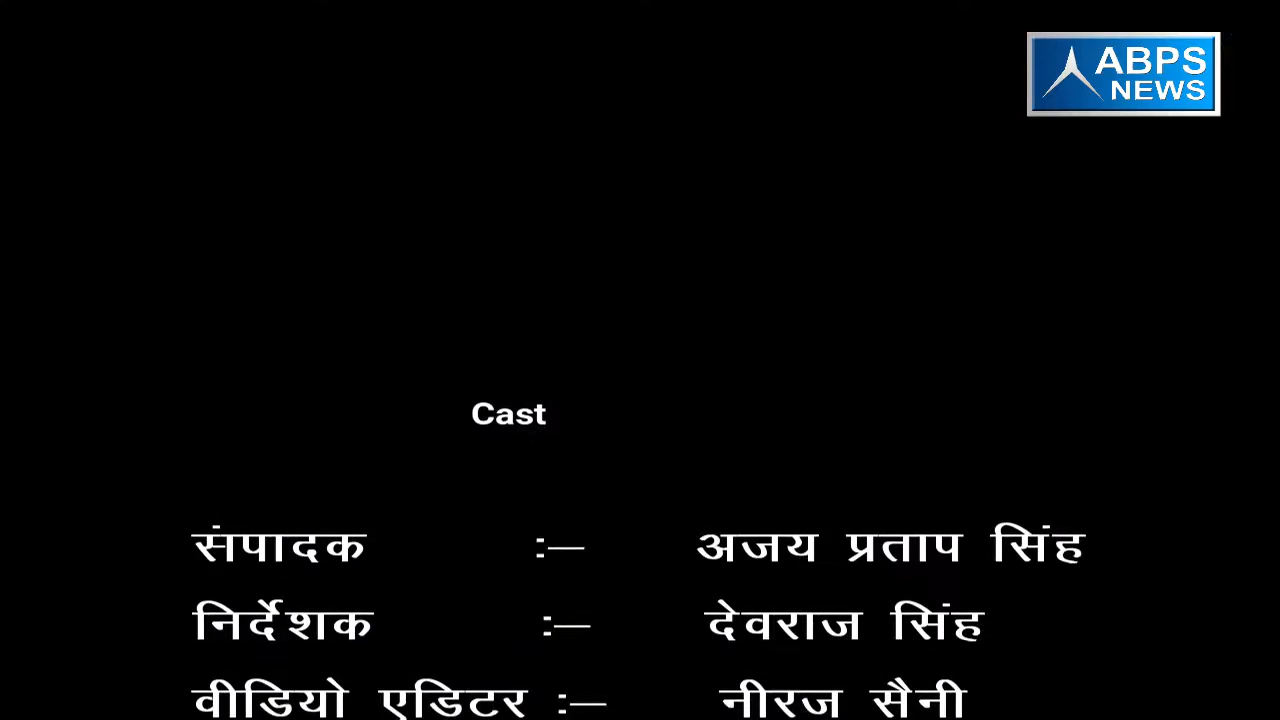 ABPS
NEWS
Cast
संपादक :— अजय प्रताप सिंह
निर्देशक :— देवराज सिंह
वीडियो एडिटर :— नीरज सैनी